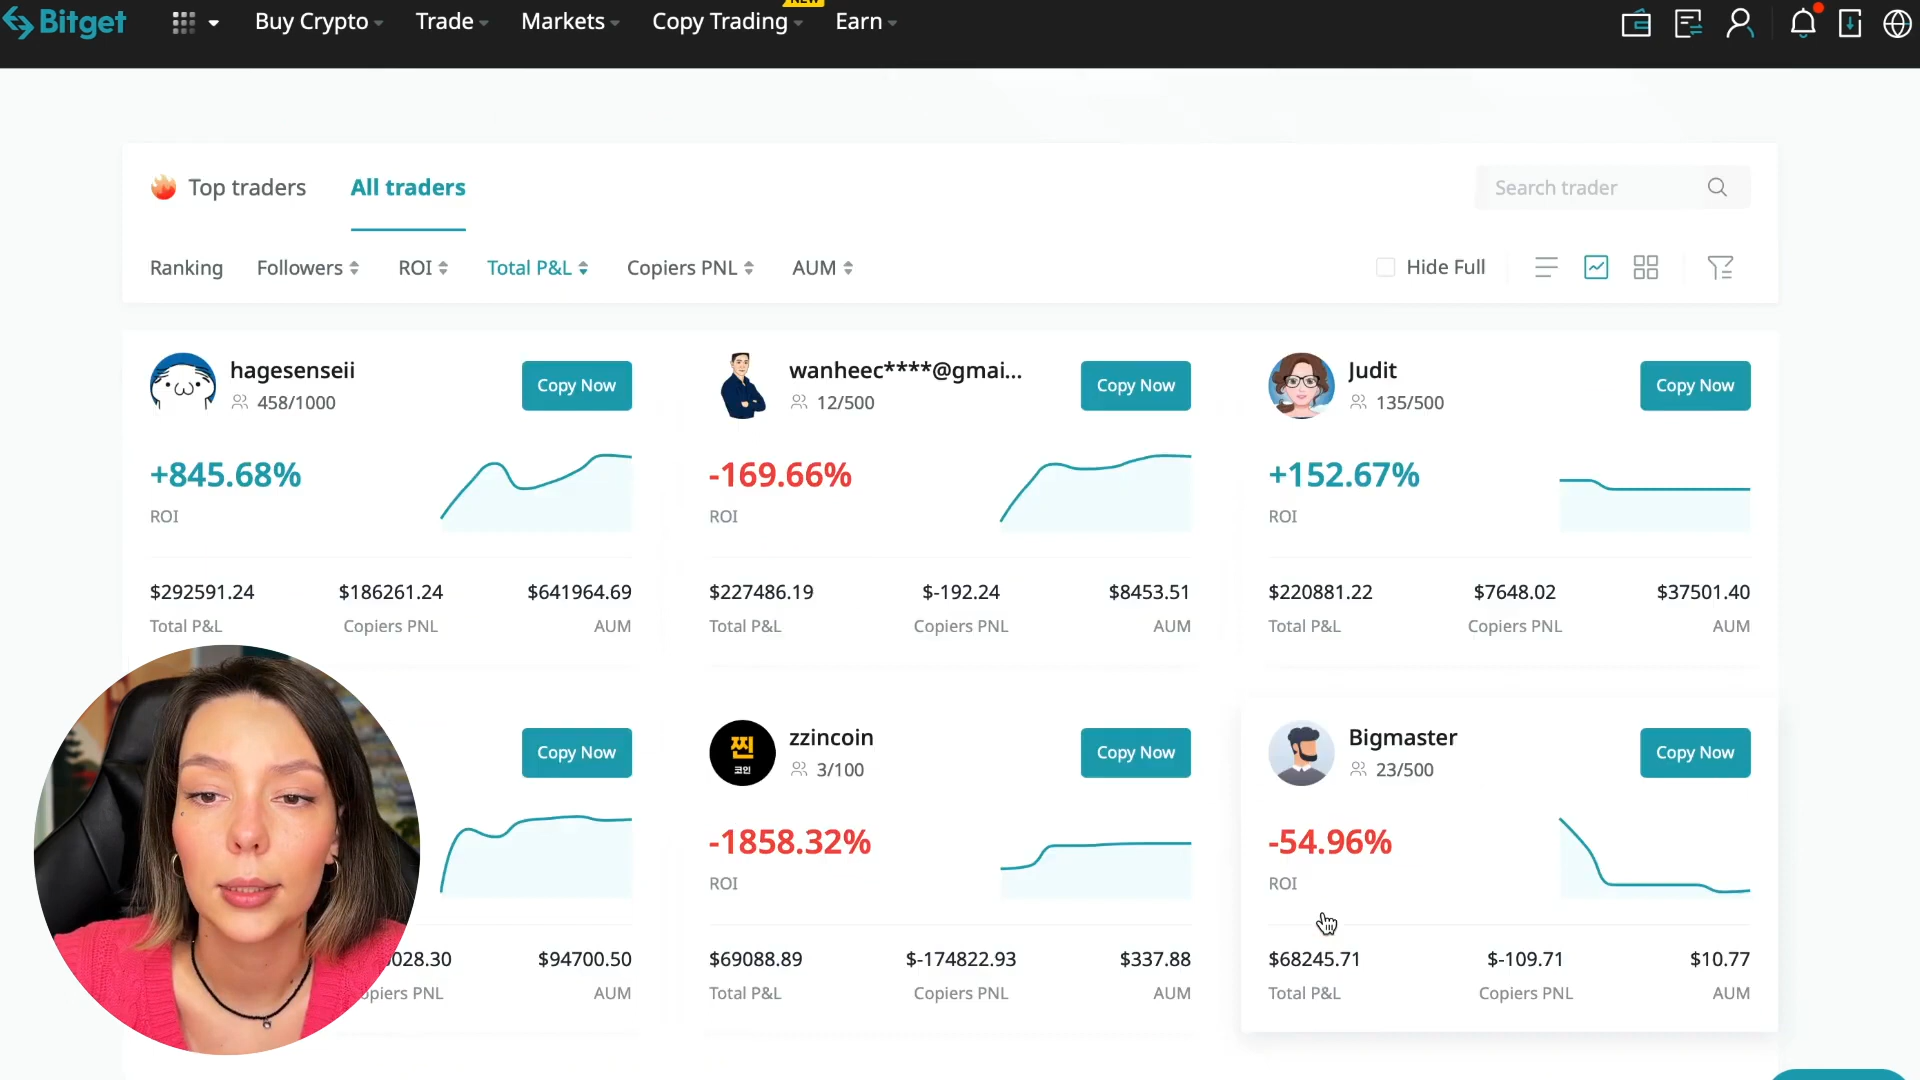 Bitget
Buy Crypto
Trade
Markets
Copy Trading
NEW
Earn
Top traders
All traders
Search trader
Ranking
Followers
ROI
Total P&L
Copiers PNL
AUM
Hide Full
hagesenseii
458/1000
Copy Now
+845.68%
ROI
$292591.24
$186261.24
$641964.69
Total P&L
Copiers PNL
AUM
wanheec****@gmai...
12/500
Copy Now
-169.66%
ROI
$227486.19
$-192.24
$8453.51
Total P&L
Copiers PNL
AUM
Judit
135/500
Copy Now
+152.67%
ROI
$220881.22
$7648.02
$37501.40
Total P&L
Copiers PNL
AUM
Copy Now
028.30
$94700.50
opiers PNL
AUM
찐
코인
zzincoin
3/100
Copy Now
-1858.32%
ROI
$69088.89
$-174822.93
$337.88
Total P&L
Copiers PNL
AUM
Bigmaster
23/500
Copy Now
-54.96%
ROI
$68245.71
$-109.71
$10.77
Total P&L
Copiers PNL
AUM